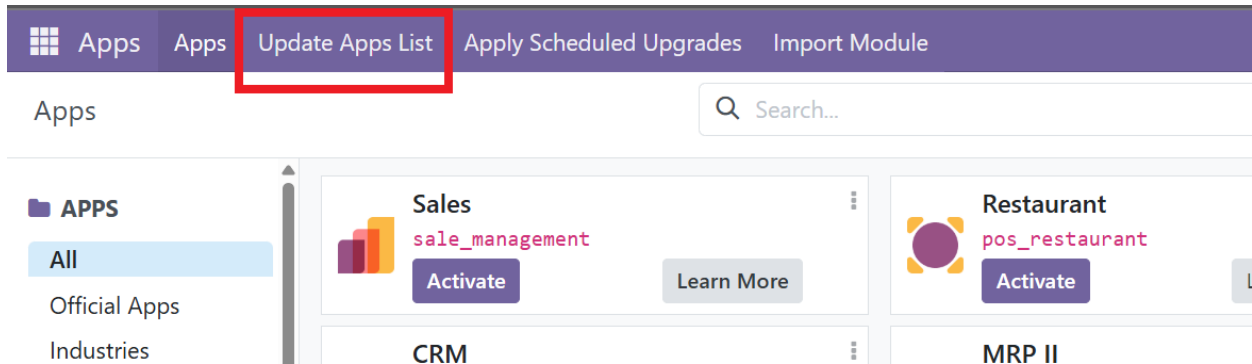 Apps Apps Update Apps List Apply Scheduled Upgrades Import Module
Apps
Search...
APPS
All
Official Apps
Industries
Sales
sale_management
Activate Learn More
Restaurant
pos_restaurant
Activate
CRM
MRP II